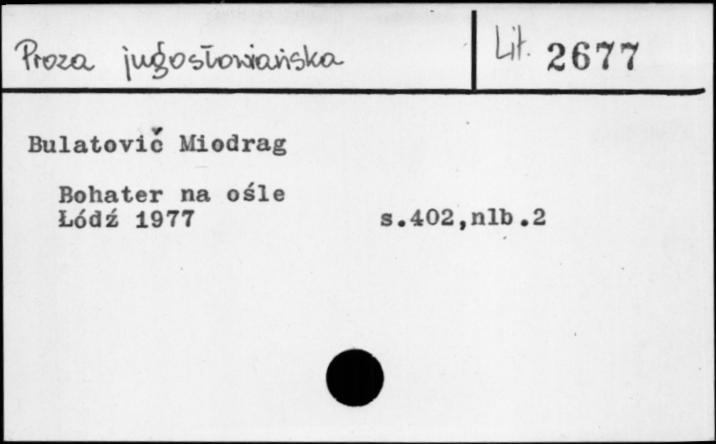 Proza jugosłowiańska
Lit. 2677
Bulatović Miodrag
Bohater na ośle
Łódź 1977 s.402,nlb.2